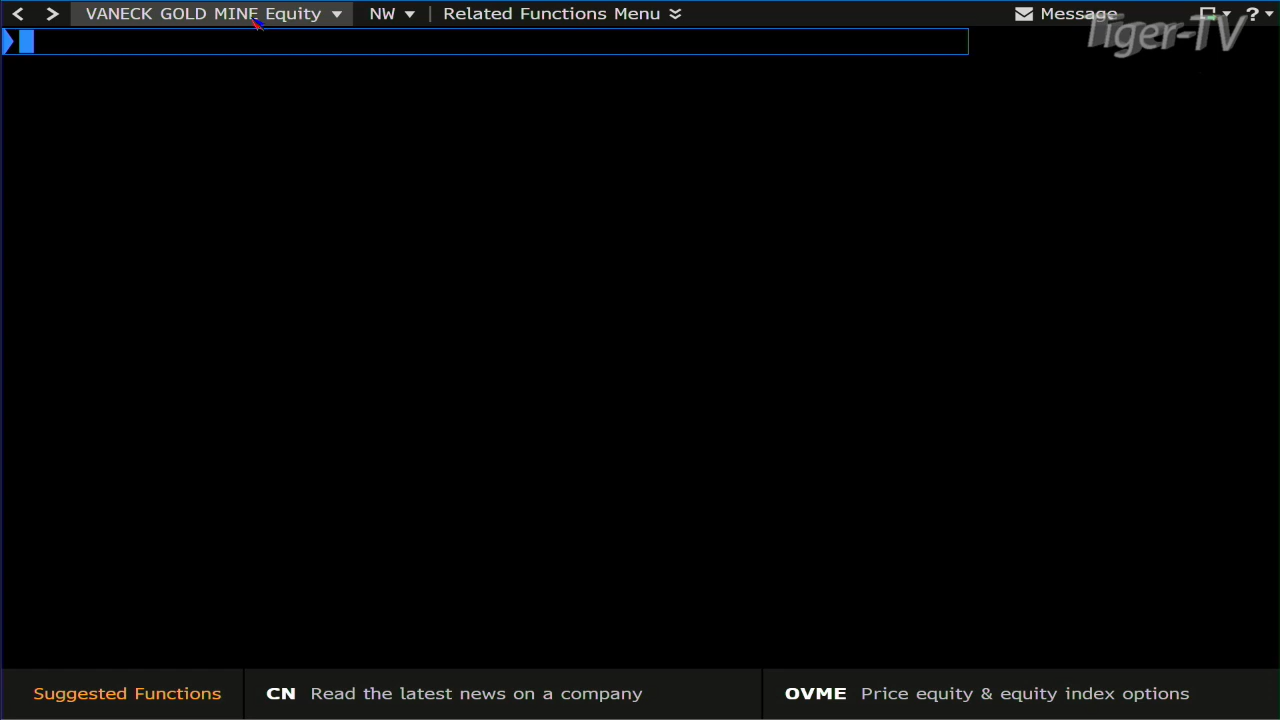 VANECK GOLD MINE Equity NW Related Functions Menu Message ?
Tiger-TV
Suggested Functions CN Read the latest news on a company OVME Price equity & equity index options